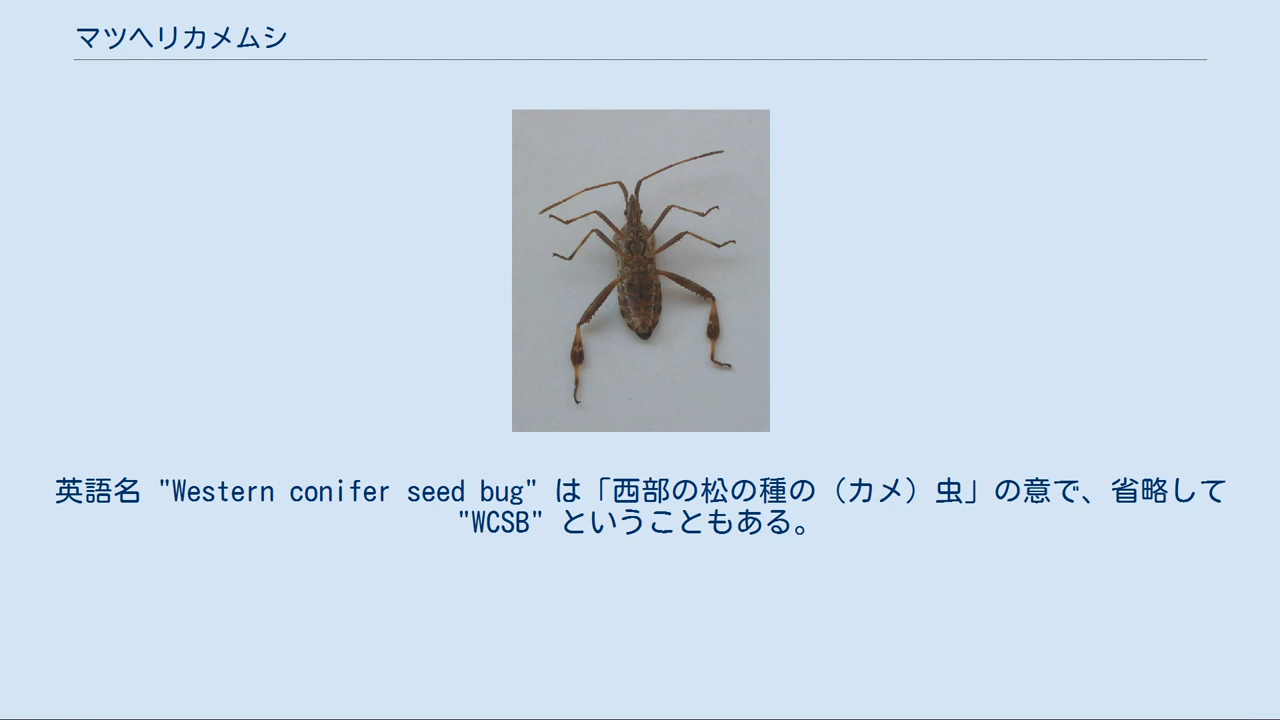 マツヘリカメムシ
英語名 "Western conifer seed bug" は「西部の松の種の（カメ）虫」の意で、省略して
"WCSB" ということもある。